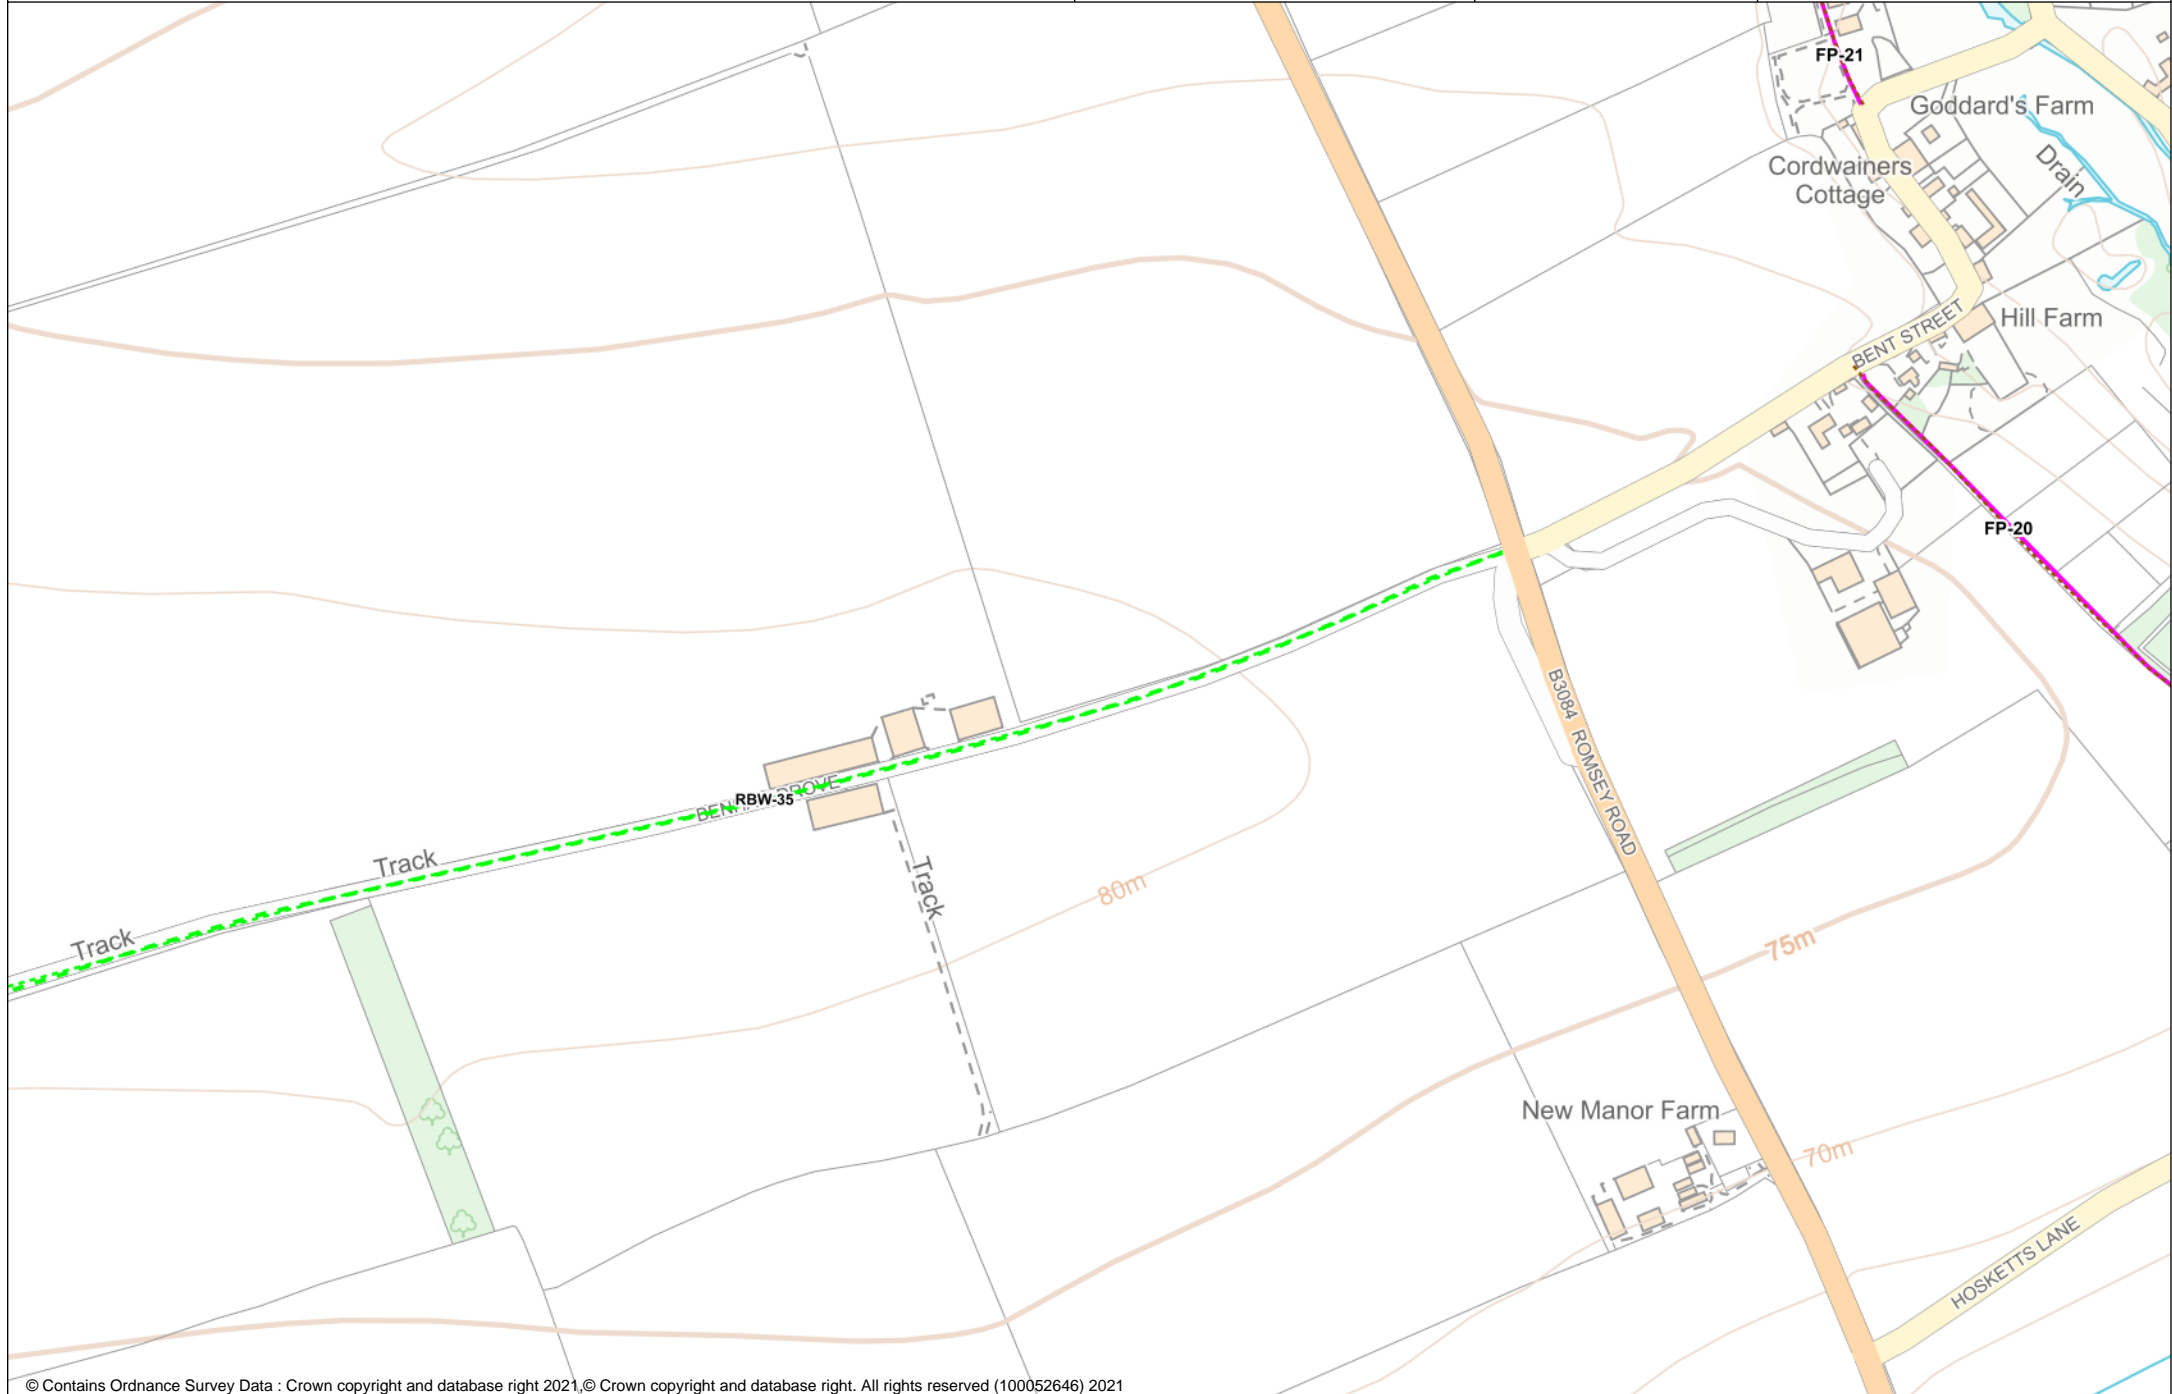 FP-21
Goddard's Farm
Cordwainers
Cottage
Drain
BENT STREET
Hill Farm
FP-20
B3084 ROMSEY ROAD
RBW-35
Track
Track
Track
80m
75m
New Manor Farm
70m
HOSKETTS LANE
© Contains Ordnance Survey Data : Crown copyright and database right 2021,© Crown copyright and database right. All rights reserved (100052646) 2021